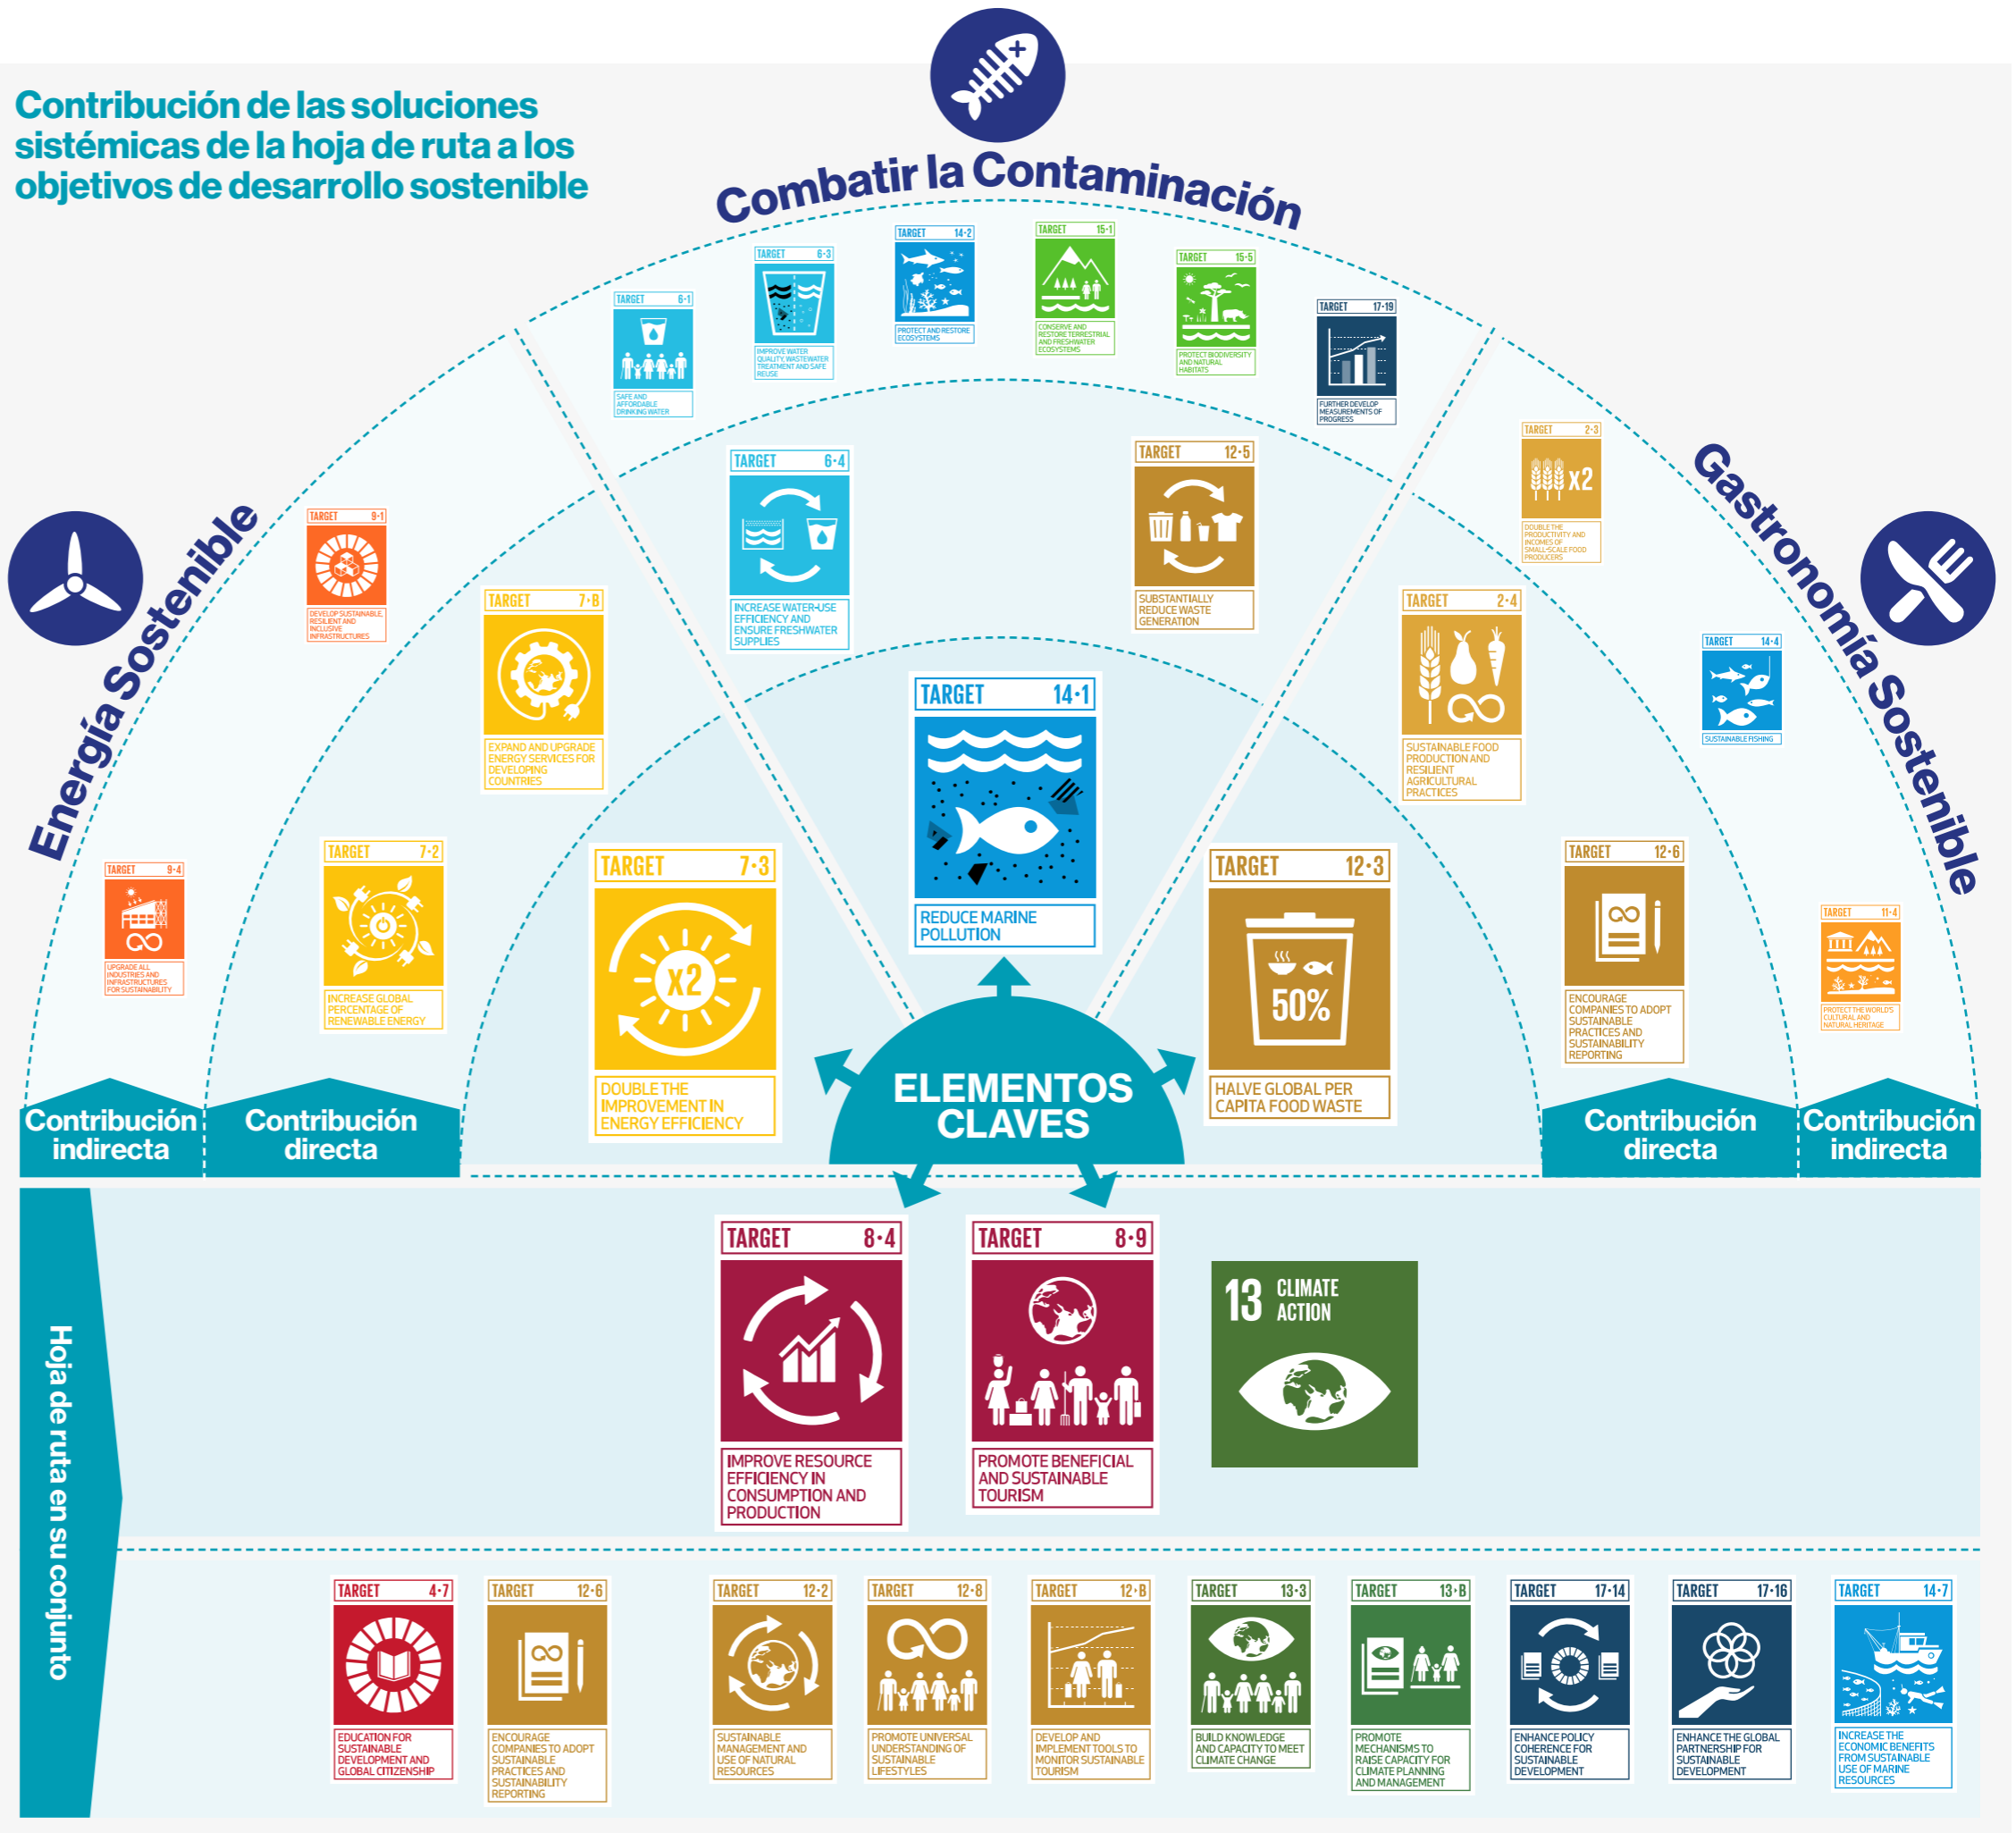 Contribución de las soluciones
sistémicas de la hoja de ruta a los
objetivos de desarrollo sostenible
Combatir la Contaminación
Energía Sostenible
Gastronomía Sostenible
TARGET 6·1
SAFE AND
AFFORDABLE
DRINKING WATER
TARGET 6·3
IMPROVE WATER
QUALITY, WASTEWATER
TREATMENT AND SAFE
REUSE
TARGET 14·2
PROTECT AND RESTORE
ECOSYSTEMS
TARGET 15·1
CONSERVE AND
RESTORE TERRESTRIAL
AND FRESHWATER
ECOSYSTEMS
TARGET 15·5
PROTECT BIODIVERSITY
AND NATURAL
HABITATS
TARGET 17·19
FURTHER DEVELOP
MEASUREMENTS OF
PROGRESS
TARGET 6·4
INCREASE WATER-USE
EFFICIENCY AND
ENSURE FRESHWATER
SUPPLIES
TARGET 12·5
SUBSTANTIALLY
REDUCE WASTE
GENERATION
TARGET 14·1
REDUCE MARINE
POLLUTION
TARGET 9·1
DEVELOP SUSTAINABLE,
RESILIENT AND
INCLUSIVE
INFRASTRUCTURES
TARGET 9·4
UPGRADE ALL
INDUSTRIES AND
INFRASTRUCTURES
FOR SUSTAINABILITY
TARGET 7·B
EXPAND AND UPGRADE
ENERGY SERVICES FOR
DEVELOPING
COUNTRIES
TARGET 7·2
INCREASE GLOBAL
PERCENTAGE OF
RENEWABLE ENERGY
TARGET 7·3
x2
DOUBLE THE
IMPROVEMENT IN
ENERGY EFFICIENCY
TARGET 2·3
x2
DOUBLE THE
PRODUCTIVITY AND
INCOMES OF
SMALL-SCALE FOOD
PRODUCERS
TARGET 2·4
SUSTAINABLE FOOD
PRODUCTION AND
RESILIENT
AGRICULTURAL
PRACTICES
TARGET 14·4
SUSTAINABLE FISHING
TARGET 12·3
50%
HALVE GLOBAL PER
CAPITA FOOD WASTE
TARGET 12·6
ENCOURAGE
COMPANIES TO ADOPT
SUSTAINABLE
PRACTICES AND
SUSTAINABILITY
REPORTING
TARGET 11·4
PROTECT THE WORLD'S
CULTURAL AND
NATURAL HERITAGE
ELEMENTOS
CLAVES
Contribución
indirecta
Contribución
directa
Contribución
directa
Contribución
indirecta
Hoja de ruta en su conjunto
TARGET 8·4
IMPROVE RESOURCE
EFFICIENCY IN
CONSUMPTION AND
PRODUCTION
TARGET 8·9
PROMOTE BENEFICIAL
AND SUSTAINABLE
TOURISM
13 CLIMATE
ACTION
TARGET 4·7
EDUCATION FOR
SUSTAINABLE
DEVELOPMENT AND
GLOBAL CITIZENSHIP
TARGET 12·6
ENCOURAGE
COMPANIES TO ADOPT
SUSTAINABLE
PRACTICES AND
SUSTAINABILITY
REPORTING
TARGET 12·2
SUSTAINABLE
MANAGEMENT AND
USE OF NATURAL
RESOURCES
TARGET 12·8
PROMOTE UNIVERSAL
UNDERSTANDING OF
SUSTAINABLE
LIFESTYLES
TARGET 12·B
DEVELOP AND
IMPLEMENT TOOLS TO
MONITOR SUSTAINABLE
TOURISM
TARGET 13·3
BUILD KNOWLEDGE
AND CAPACITY TO MEET
CLIMATE CHANGE
TARGET 13·B
PROMOTE
MECHANISMS TO
RAISE CAPACITY FOR
CLIMATE PLANNING
AND MANAGEMENT
TARGET 17·14
ENHANCE POLICY
COHERENCE FOR
SUSTAINABLE
DEVELOPMENT
TARGET 17·16
ENHANCE THE GLOBAL
PARTNERSHIP FOR
SUSTAINABLE
DEVELOPMENT
TARGET 14·7
INCREASE THE
ECONOMIC BENEFITS
FROM SUSTAINABLE
USE OF MARINE
RESOURCES